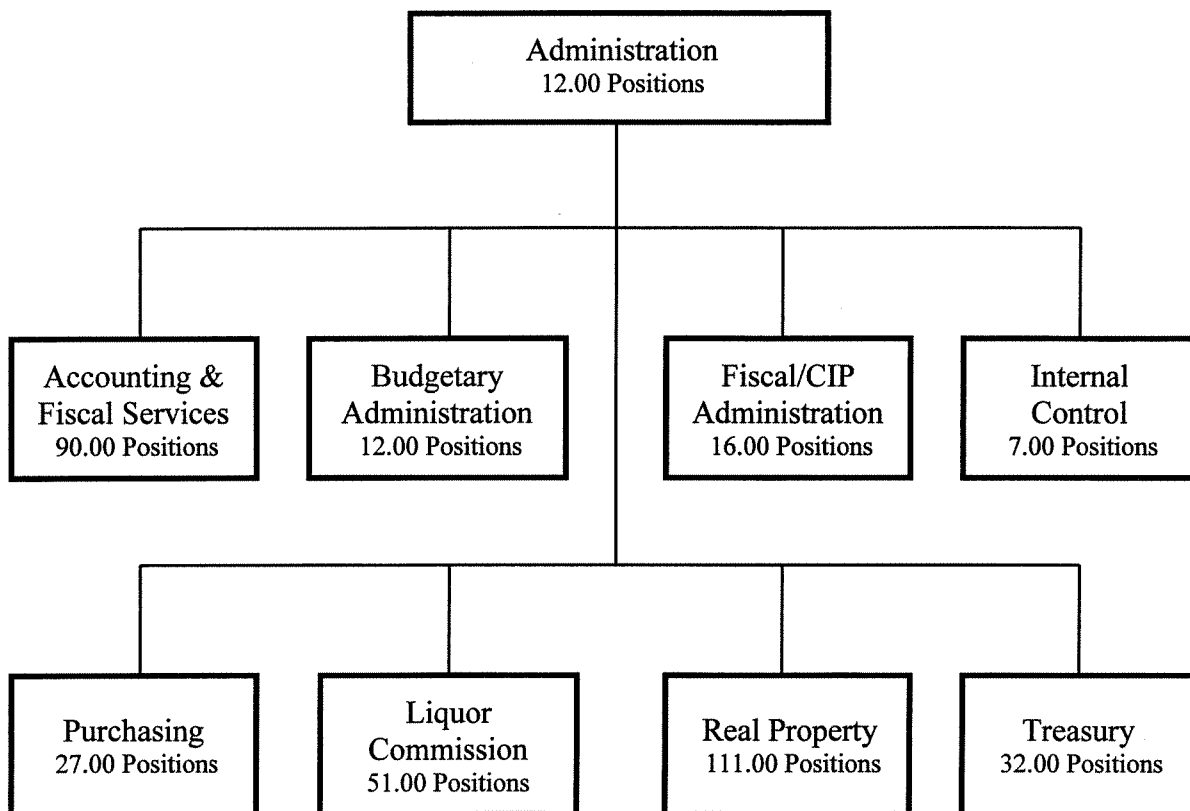 Administration
12.00 Positions
Accounting &
Fiscal Services
90.00 Positions
Budgetary
Administration
12.00 Positions
Fiscal/CIP
Administration
16.00 Positions
Internal
Control
7.00 Positions
Purchasing
27.00 Positions
Liquor
Commission
51.00 Positions
Real Property
111.00 Positions
Treasury
32.00 Positions